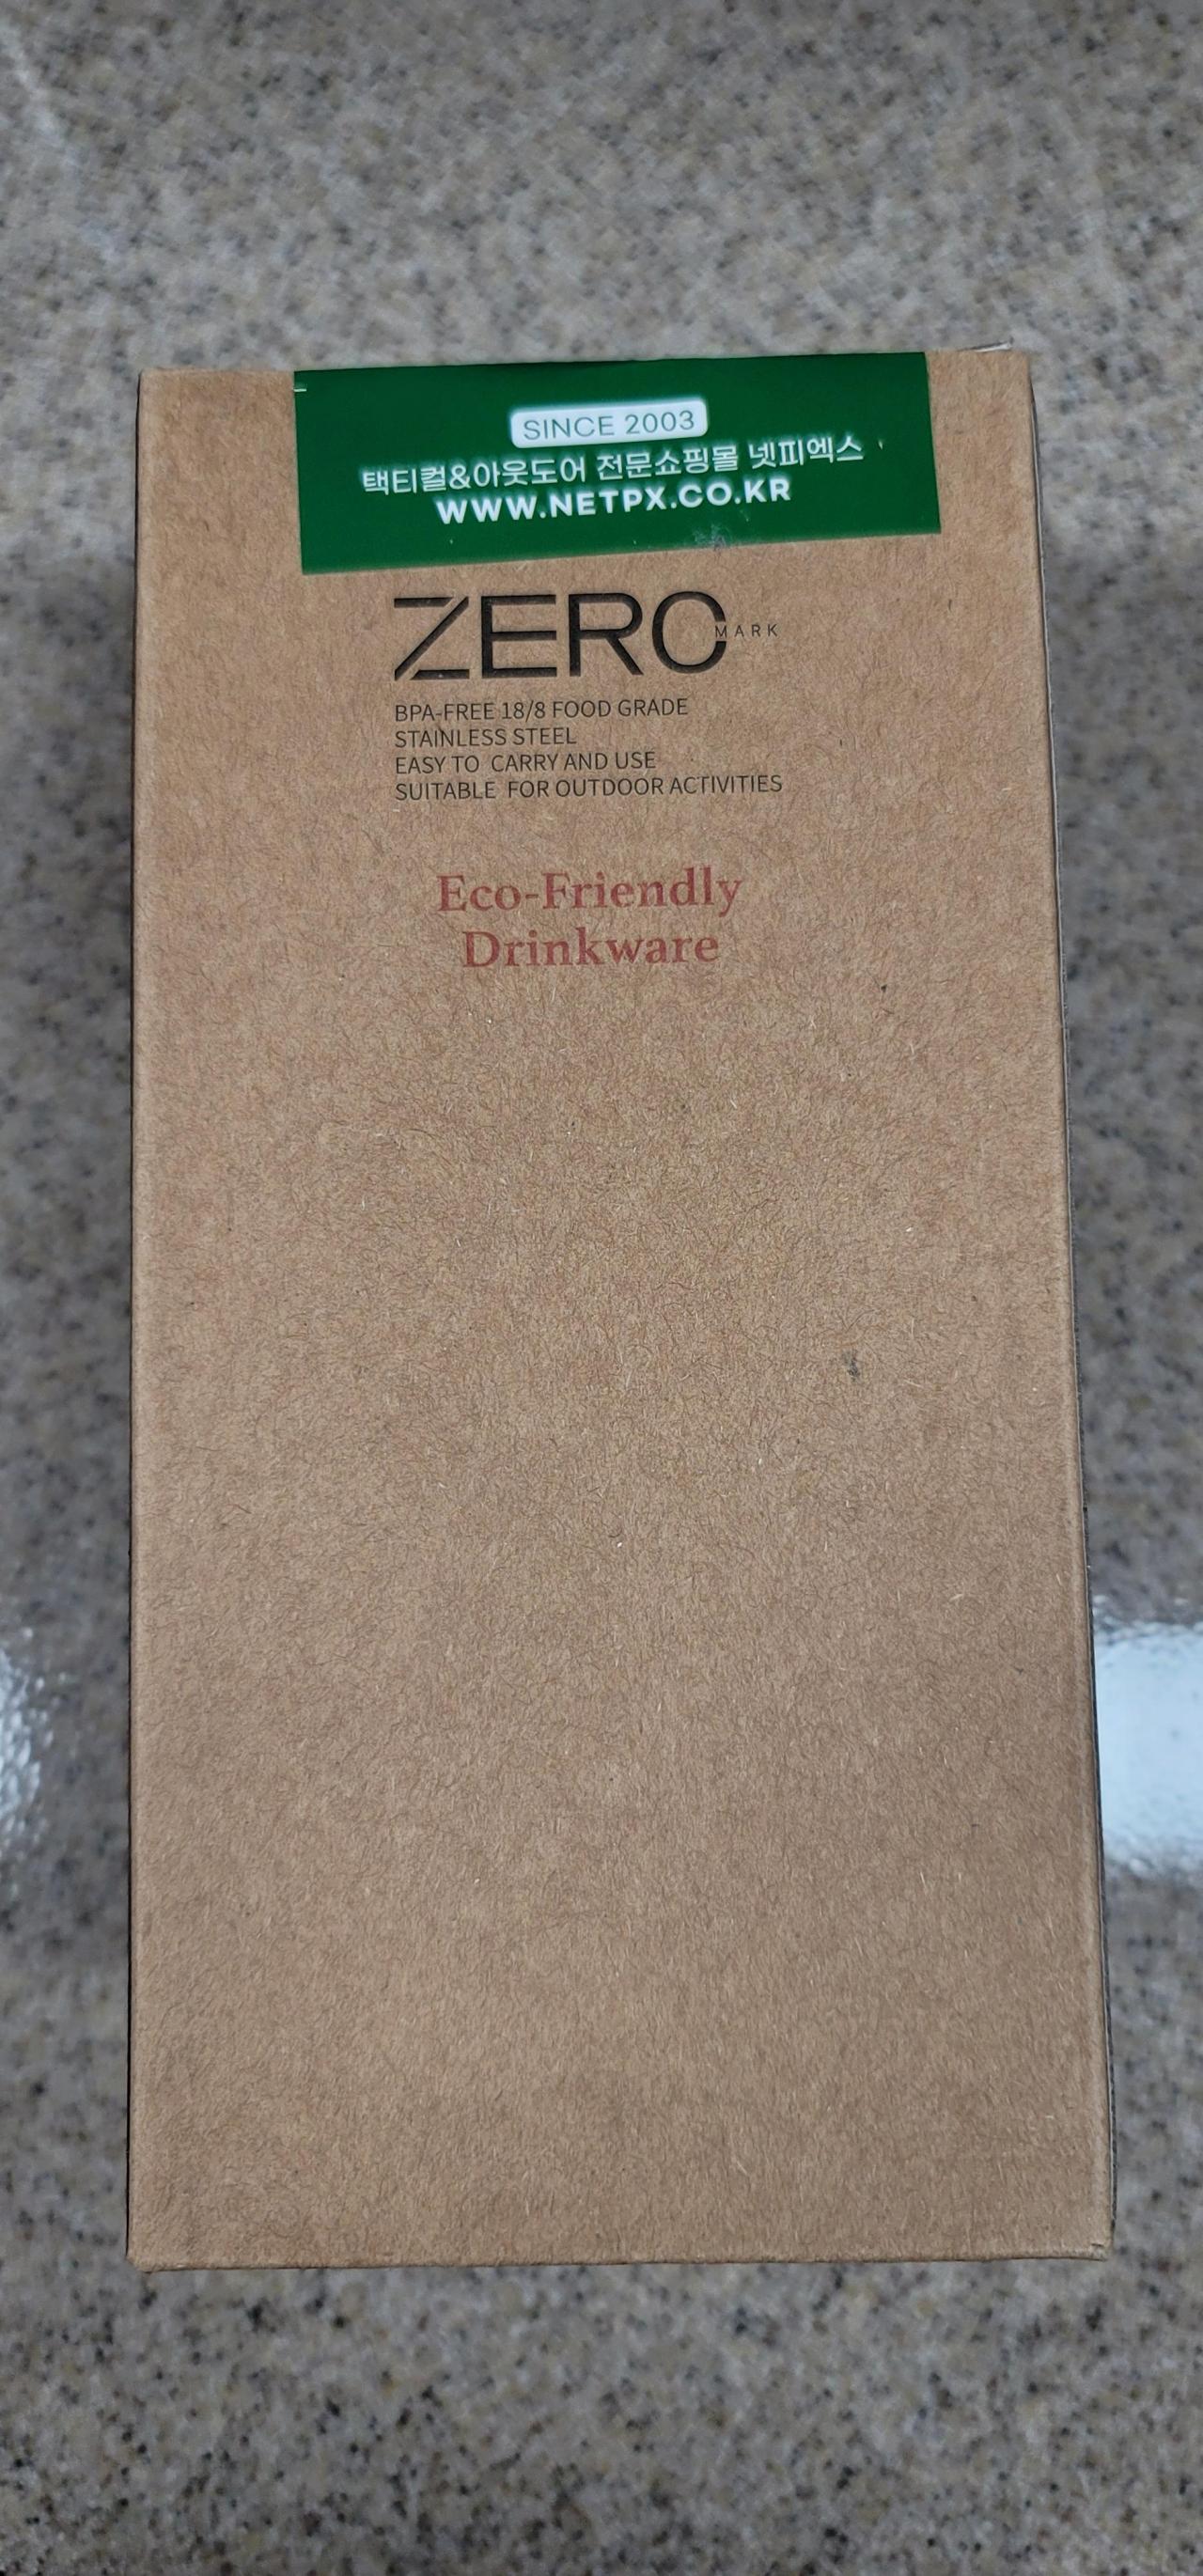 SINCE 2003
택티컬&아웃도어 전문쇼핑몰 넷피엑스
WWW.NETPX.CO.KR
ZERO MARK
BPA-FREE 18/8 FOOD GRADE
STAINLESS STEEL
EASY TO CARRY AND USE
SUITABLE FOR OUTDOOR ACTIVITIES
Eco-Friendly
Drinkware